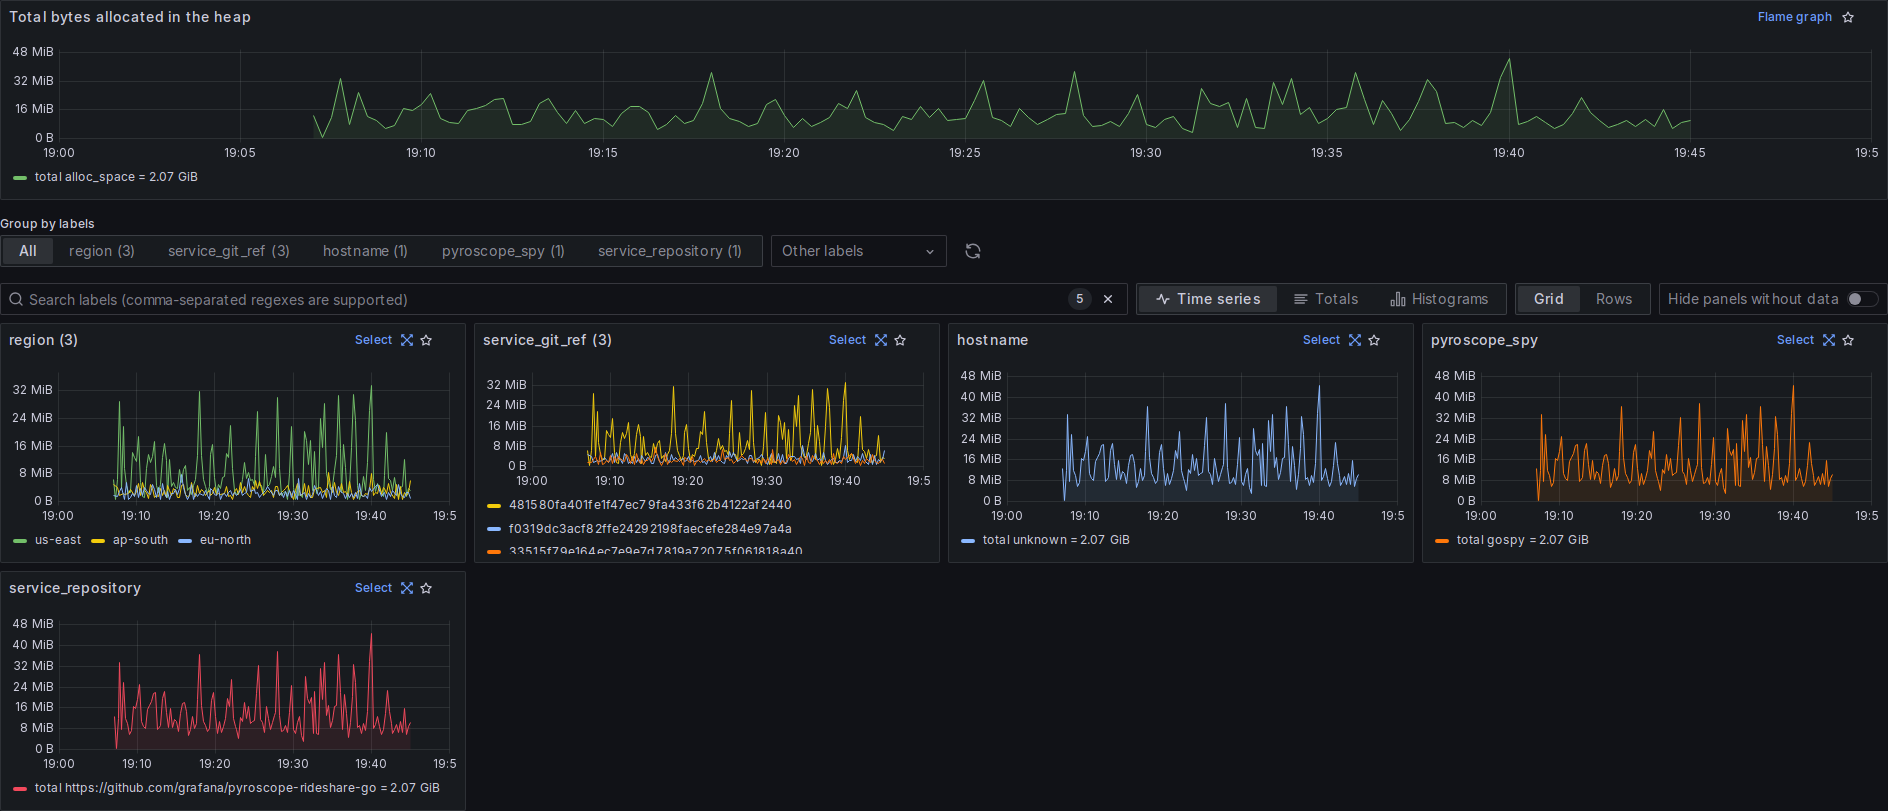 Total bytes allocated in the heap
Flame graph
48 MiB
32 MiB
16 MiB
0 B
19:00 19:05 19:10 19:15 19:20 19:25 19:30 19:35 19:40 19:45 19:5
total alloc_space = 2.07 GiB
Group by labels
All region (3) service_git_ref (3) hostname (1) pyroscope_spy (1) service_repository (1) Other labels
Search labels (comma-separated regexes are supported) 5 Time series Totals Histograms Grid Rows Hide panels without data
region (3) Select
32 MiB
24 MiB
16 MiB
8 MiB
0 B
19:00 19:10 19:20 19:30 19:40 19:5
us-east ap-south eu-north
service_git_ref (3) Select
32 MiB
24 MiB
16 MiB
8 MiB
0 B
19:00 19:10 19:20 19:30 19:40 19:5
481580fa401fe1f47ec79fa433f62b4122af2440
f0319dc3acf82ffe24292198faecefe284e97a4a
33515f79e164ec7e9e7d7819a72075f061818a40
hostname Select
48 MiB
40 MiB
32 MiB
24 MiB
16 MiB
8 MiB
0 B
19:00 19:10 19:20 19:30 19:40 19:5
total unknown = 2.07 GiB
pyroscope_spy Select
48 MiB
40 MiB
32 MiB
24 MiB
16 MiB
8 MiB
0 B
19:00 19:10 19:20 19:30 19:40 19:5
total gospy = 2.07 GiB
service_repository Select
48 MiB
40 MiB
32 MiB
24 MiB
16 MiB
8 MiB
0 B
19:00 19:10 19:20 19:30 19:40 19:5
total https://github.com/grafana/pyroscope-rideshare-go = 2.07 GiB